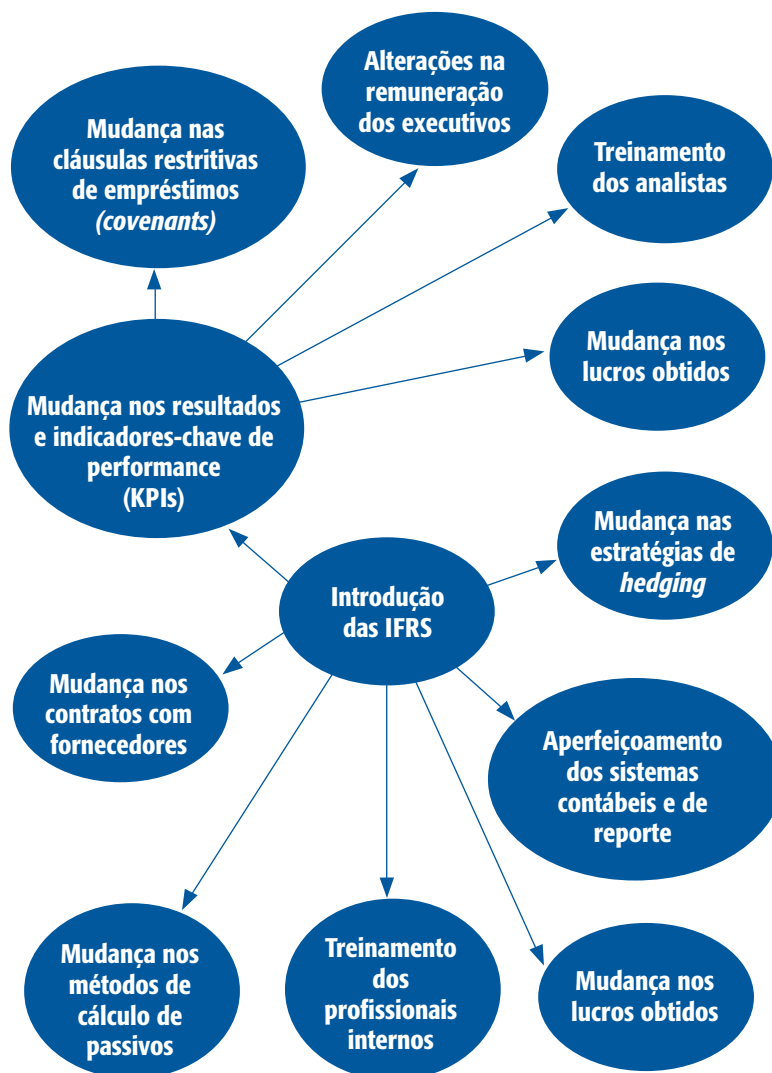 Alterações na
remuneração
dos executivos
Mudança nas
cláusulas restritivas
de empréstimos
(covenants)
Treinamento
dos analistas
Mudança nos
lucros obtidos
Mudança nos resultados
e indicadores-chave de
performance
(KPIs)
Mudança nas
estratégias de
hedging
Introdução
das IFRS
Mudança nos
contratos com
fornecedores
Aperfeiçoamento
dos sistemas
contábeis e de
reporte
Mudança nos
métodos de
cálculo de
passivos
Treinamento
dos
profissionais
internos
Mudança nos
lucros obtidos